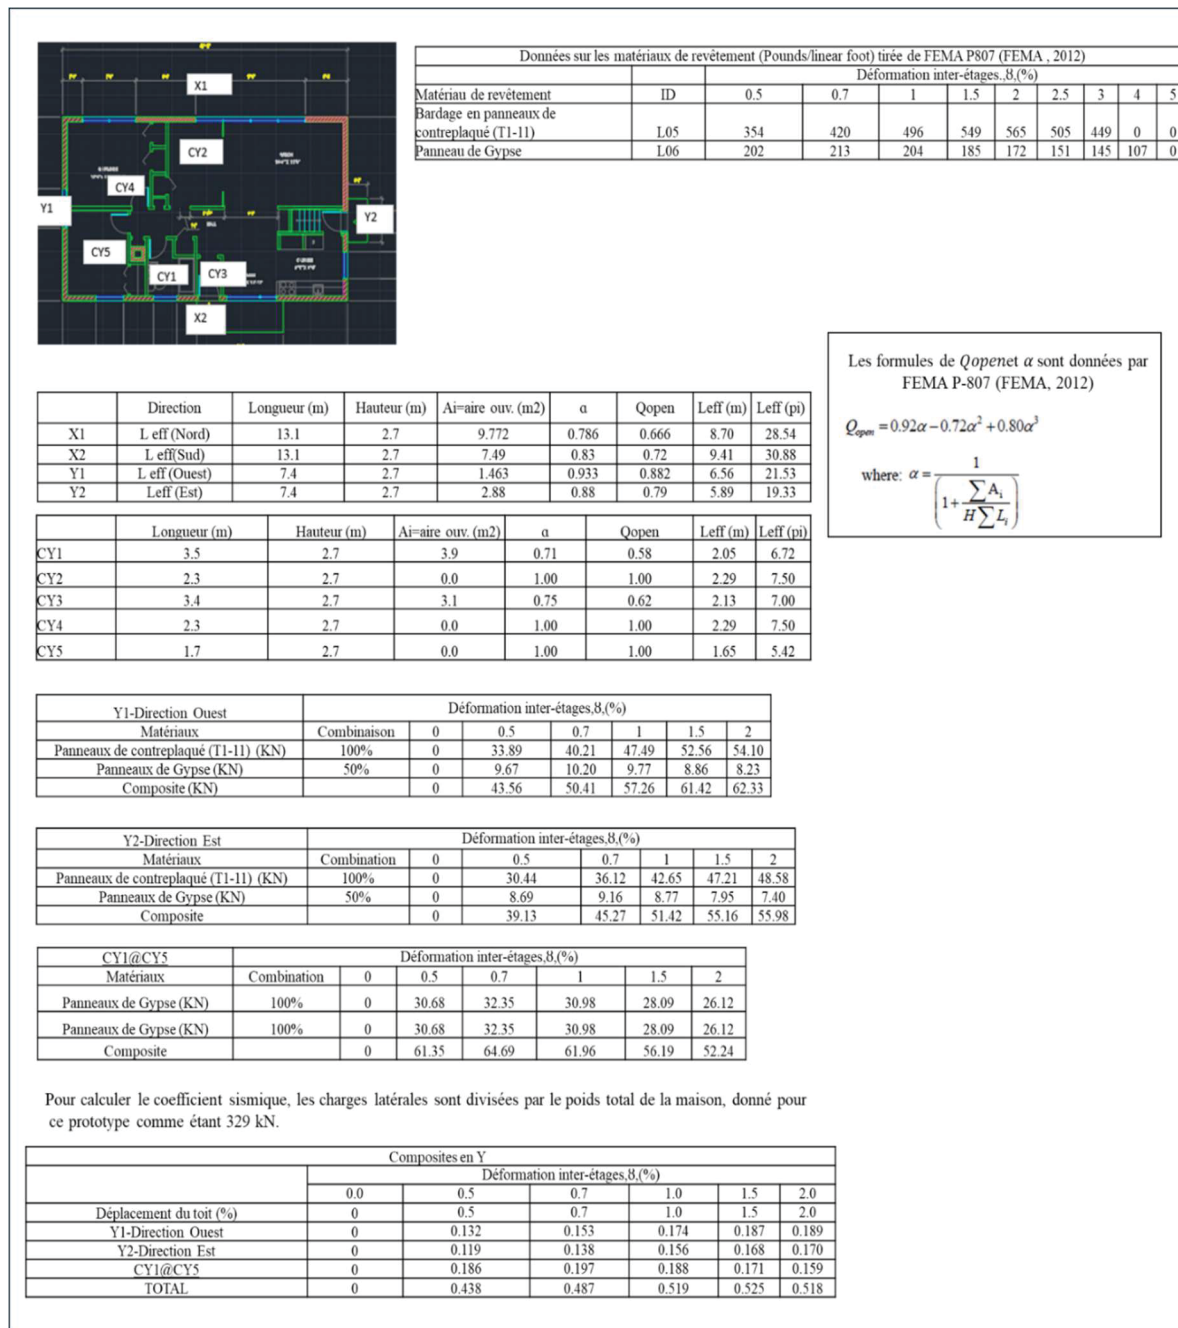 X1
CY2
CY4
Y1
Y2
CY5
CY1
CY3
X2
Données sur les matériaux de revêtement (Pounds/linear foot) tirée de FEMA P807 (FEMA , 2012)
Déformation inter-étages.,8,(%)
Matériau de revêtement ID 0.5 0.7 1 1.5 2 2.5 3 4 5
Bardage en panneaux de
contreplaqué (T1-11) L05 354 420 496 549 565 505 449 0 0
Panneau de Gypse L06 202 213 204 185 172 151 145 107 0
Les formules de Qopenet α sont données par
FEMA P-807 (FEMA, 2012)
Q_open = 0.92α − 0.72α² + 0.80α³
where: α = 1 / (1 + ∑A_i / H∑L_i)
Direction Longueur (m) Hauteur (m) Ai=aire ouv. (m2) α Qopen Leff (m) Leff (pi)
X1 L eff (Nord) 13.1 2.7 9.772 0.786 0.666 8.70 28.54
X2 L eff(Sud) 13.1 2.7 7.49 0.83 0.72 9.41 30.88
Y1 L eff (Ouest) 7.4 2.7 1.463 0.933 0.882 6.56 21.53
Y2 Leff (Est) 7.4 2.7 2.88 0.88 0.79 5.89 19.33
Longueur (m) Hauteur (m) Ai=aire ouv. (m2) α Qopen Leff (m) Leff (pi)
CY1 3.5 2.7 3.9 0.71 0.58 2.05 6.72
CY2 2.3 2.7 0.0 1.00 1.00 2.29 7.50
CY3 3.4 2.7 3.1 0.75 0.62 2.13 7.00
CY4 2.3 2.7 0.0 1.00 1.00 2.29 7.50
CY5 1.7 2.7 0.0 1.00 1.00 1.65 5.42
Y1-Direction Ouest Déformation inter-étages,8,(%)
Matériaux Combinaison 0 0.5 0.7 1 1.5 2
Panneaux de contreplaqué (T1-11) (KN) 100% 0 33.89 40.21 47.49 52.56 54.10
Panneaux de Gypse (KN) 50% 0 9.67 10.20 9.77 8.86 8.23
Composite (KN) 0 43.56 50.41 57.26 61.42 62.33
Y2-Direction Est Déformation inter-étages,8,(%)
Matériaux Combination 0 0.5 0.7 1 1.5 2
Panneaux de contreplaqué (T1-11) (KN) 100% 0 30.44 36.12 42.65 47.21 48.58
Panneaux de Gypse (KN) 50% 0 8.69 9.16 8.77 7.95 7.40
Composite 0 39.13 45.27 51.42 55.16 55.98
CY1@CY5 Déformation inter-étages,8,(%)
Matériaux Combination 0 0.5 0.7 1 1.5 2
Panneaux de Gypse (KN) 100% 0 30.68 32.35 30.98 28.09 26.12
Panneaux de Gypse (KN) 100% 0 30.68 32.35 30.98 28.09 26.12
Composite 0 61.35 64.69 61.96 56.19 52.24
Pour calculer le coefficient sismique, les charges latérales sont divisées par le poids total de la maison, donné pour
ce prototype comme étant 329 kN.
Composites en Y
Déformation inter-étages,8,(%)
0.0 0.5 0.7 1.0 1.5 2.0
Déplacement du toit (%) 0 0.5 0.7 1.0 1.5 2.0
Y1-Direction Ouest 0 0.132 0.153 0.174 0.187 0.189
Y2-Direction Est 0 0.119 0.138 0.156 0.168 0.170
CY1@CY5 0 0.186 0.197 0.188 0.171 0.159
TOTAL 0 0.438 0.487 0.519 0.525 0.518